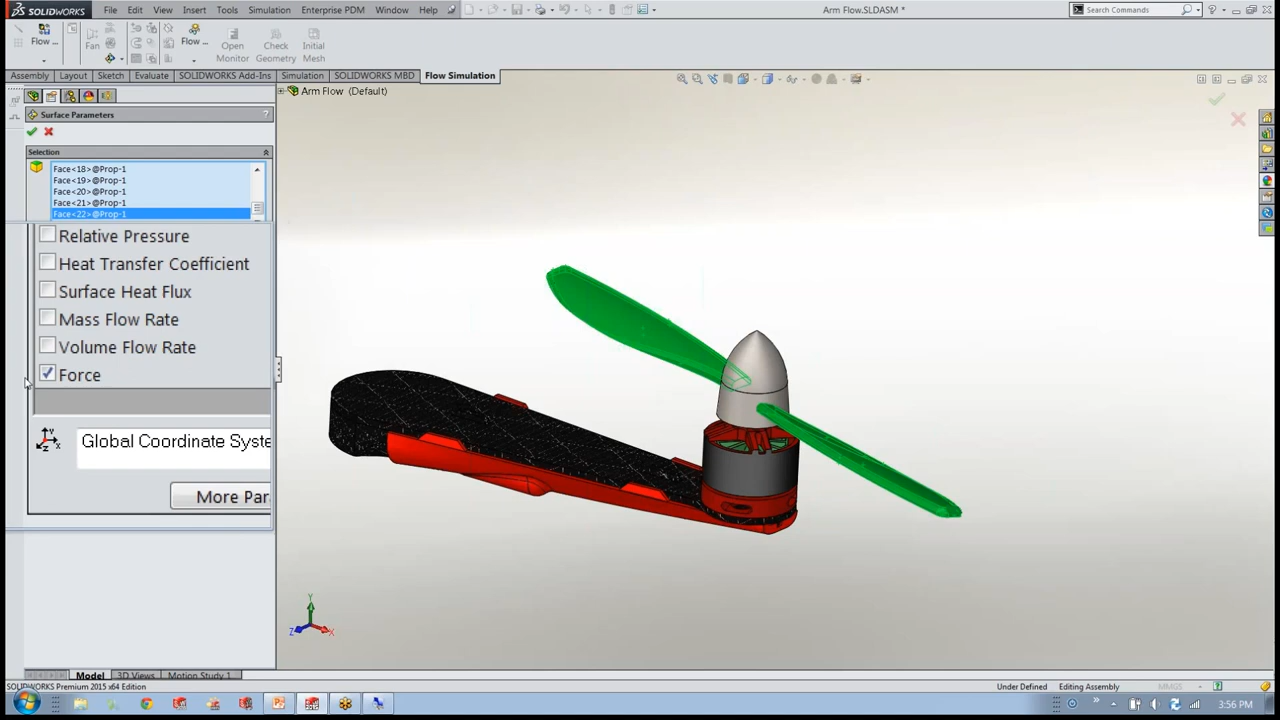 SOLIDWORKS
File Edit View Insert Tools Simulation Enterprise PDM Window Help
Arm Flow.SLDASM *
Search Commands
Flow ...
Fan
Flow ...
Open Monitor
Check Geometry
Initial Mesh
Assembly Layout Sketch Evaluate SOLIDWORKS Add-Ins Simulation SOLIDWORKS MBD Flow Simulation
Arm Flow (Default)
Surface Parameters
?
Selection
Face<18>@Prop-1
Face<19>@Prop-1
Face<20>@Prop-1
Face<21>@Prop-1
Face<22>@Prop-1
Relative Pressure
Heat Transfer Coefficient
Surface Heat Flux
Mass Flow Rate
Volume Flow Rate
Force
Global Coordinate Syste
More Par
Y
Z X
Model 3D Views Motion Study 1
SOLIDWORKS Premium 2015 x64 Edition
Under Defined Editing Assembly MMGS
3:56 PM